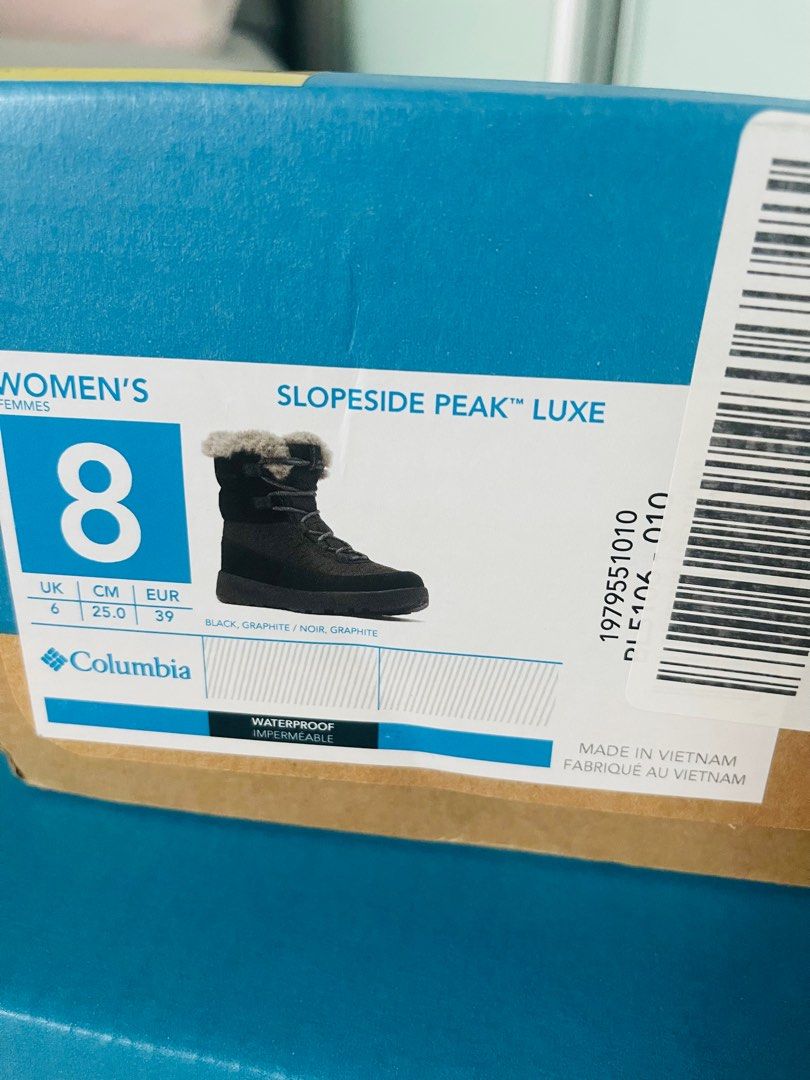 WOMEN'S
FEMMES
SLOPESIDE PEAK™ LUXE
8
UK CM EUR
6 25.0 39
BLACK, GRAPHITE / NOIR, GRAPHITE
Columbia
WATERPROOF
IMPERMÉABLE
MADE IN VIETNAM
FABRIQUÉ AU VIETNAM
1979551010